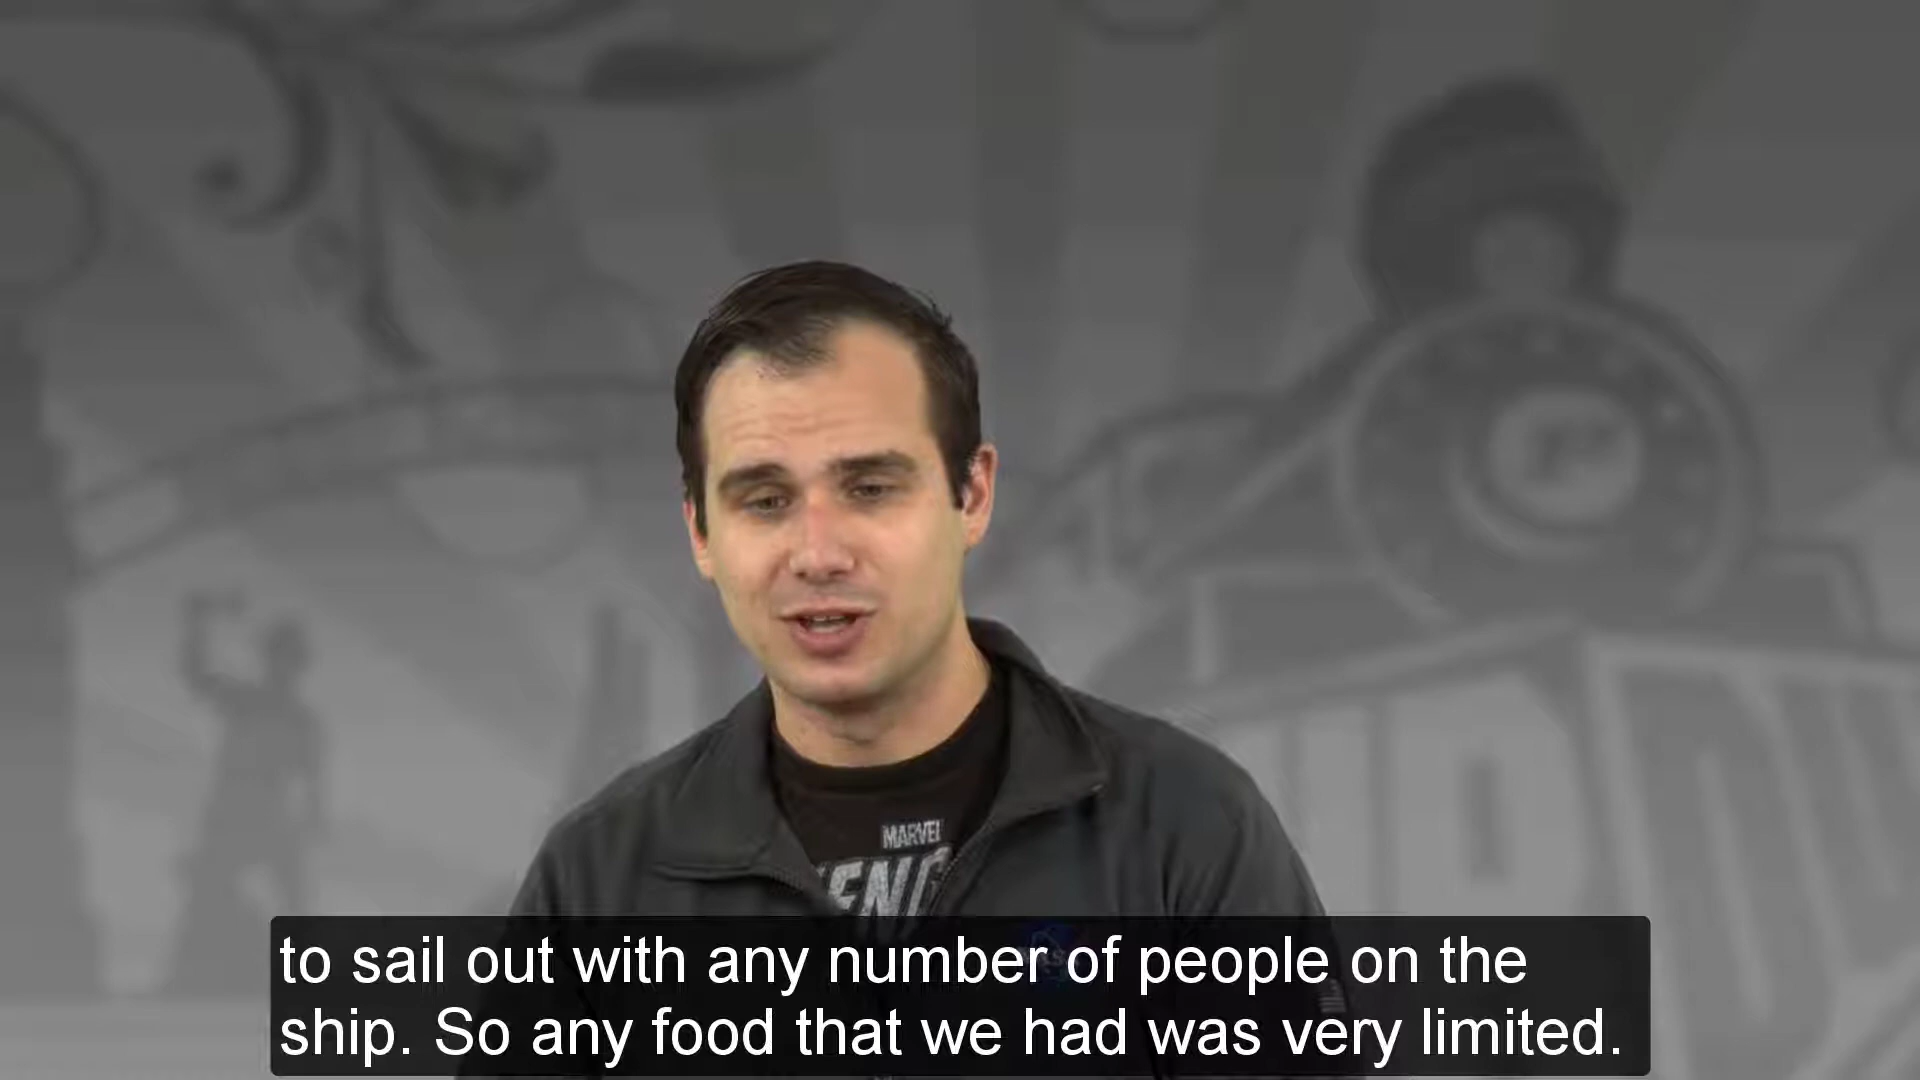 MARVEL
to sail out with any number of people on the
ship. So any food that we had was very limited.